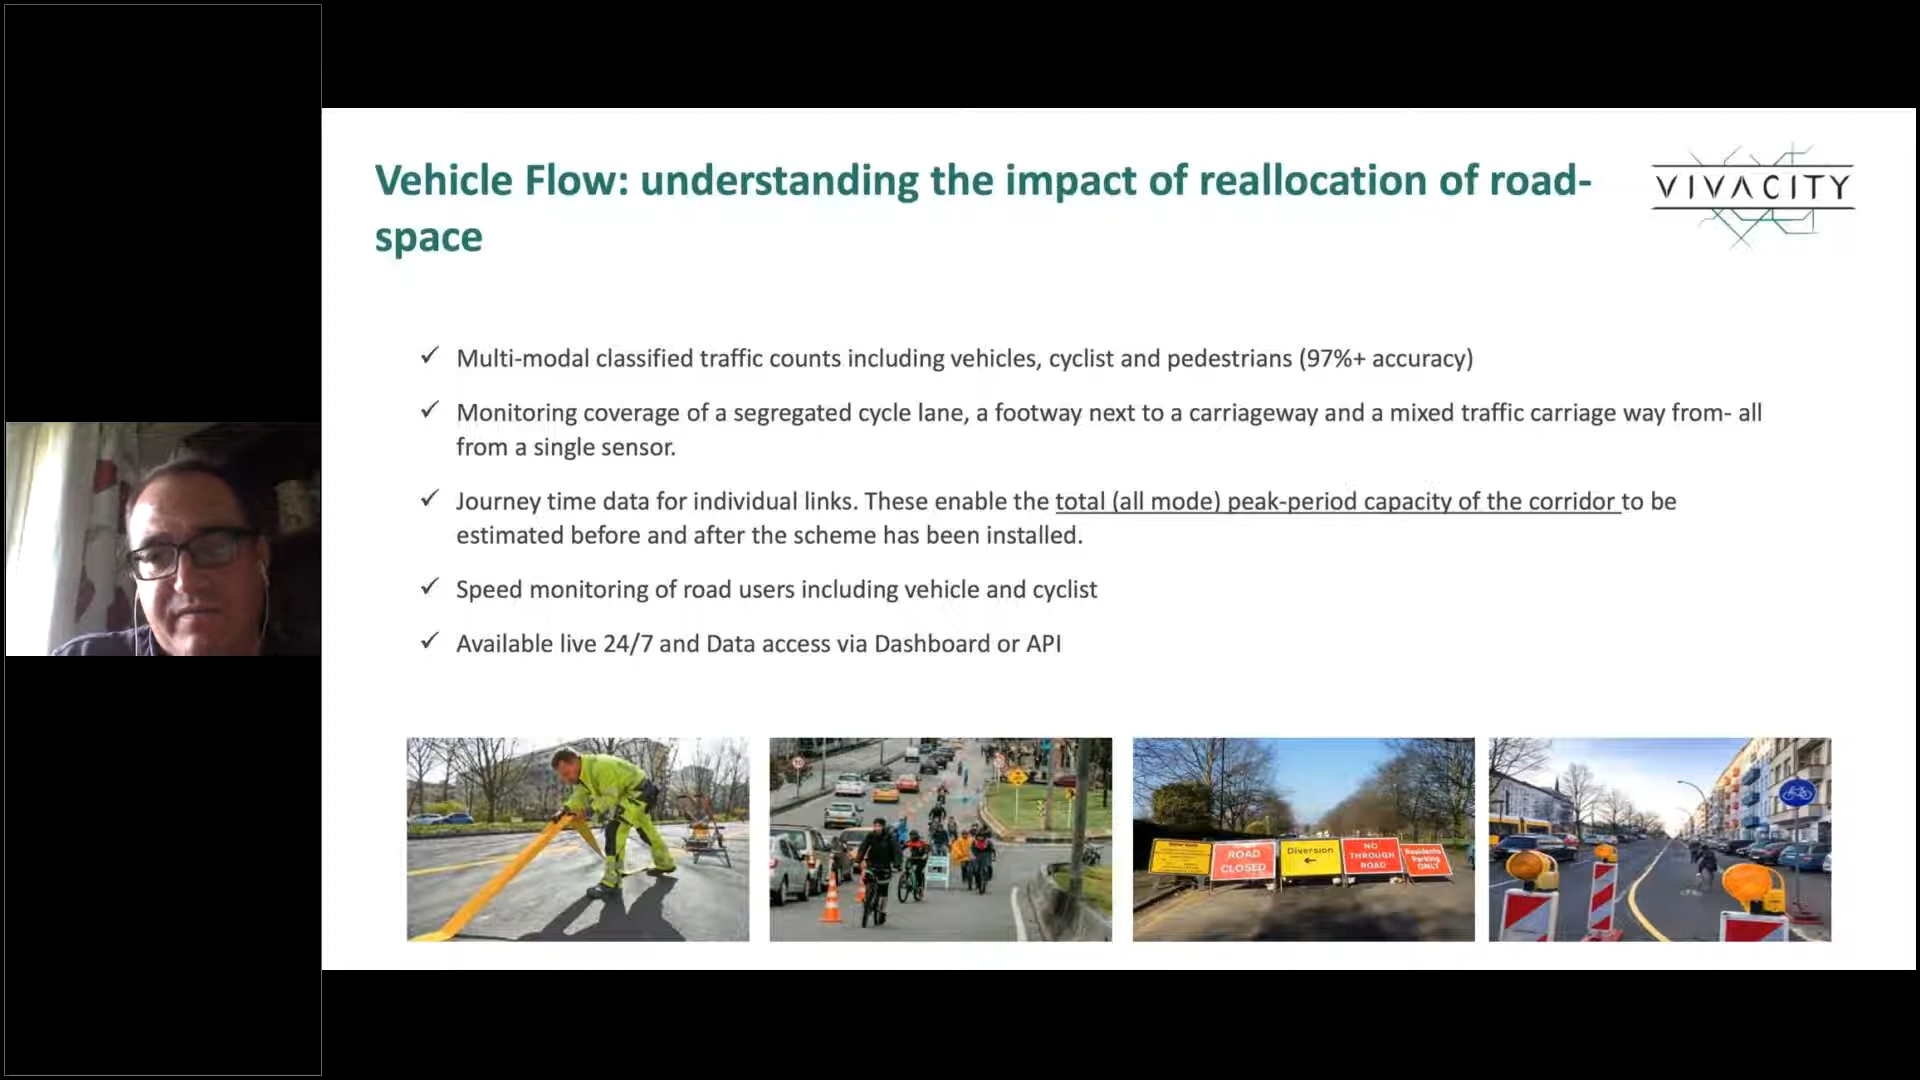 Vehicle Flow: understanding the impact of reallocation of road-
space
VIVACITY
✓ Multi-modal classified traffic counts including vehicles, cyclist and pedestrians (97%+ accuracy)
✓ Monitoring coverage of a segregated cycle lane, a footway next to a carriageway and a mixed traffic carriage way from- all
from a single sensor.
✓ Journey time data for individual links. These enable the total (all mode) peak-period capacity of the corridor to be
estimated before and after the scheme has been installed.
✓ Speed monitoring of road users including vehicle and cyclist
✓ Available live 24/7 and Data access via Dashboard or API
ROAD
CLOSED
Diversion
NO
THROUGH
ROAD
Residents
Parking
ONLY